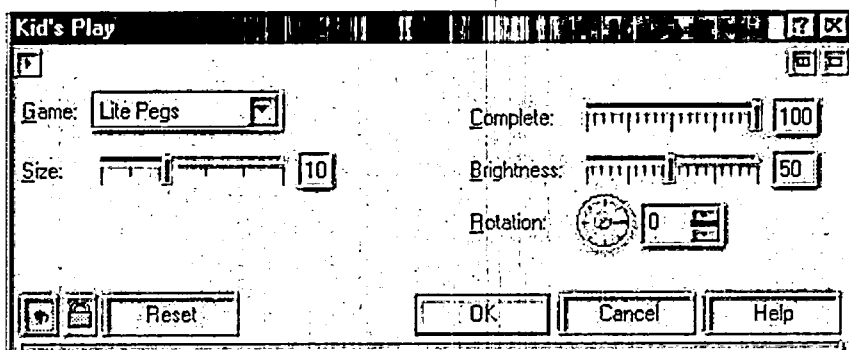 Kid's Play
Game: Lite Pegs
Complete: 100
Size: 10
Brightness: 50
Rotation: 0
Reset OK Cancel Help